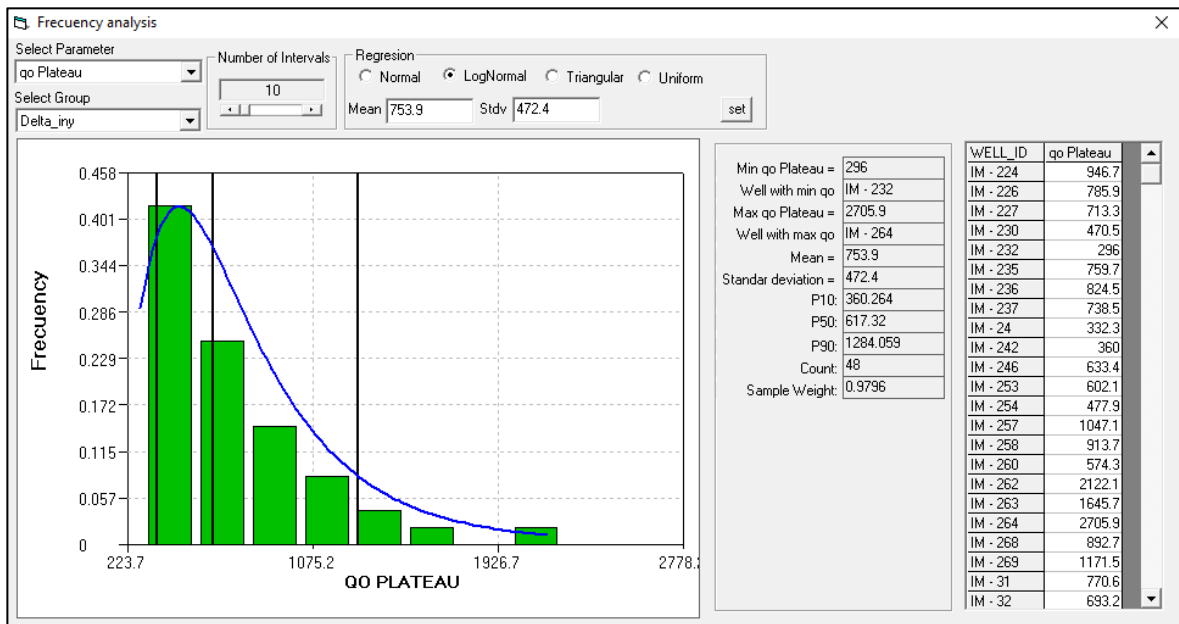 Frecuency analysis
Select Parameter
qo Plateau
Select Group
Delta_iny
Number of Intervals
10
Regresion
Normal LogNormal Triangular Uniform
Mean 753.9 Stdv 472.4 set
0.458
0.401
0.344
0.286
0.229
0.172
0.115
0.057
0
Frecuency
223.7 1075.2 1926.7 2778.2
QO PLATEAU
Min qo Plateau = 296
Well with min qo IM - 232
Max qo Plateau = 2705.9
Well with max qo IM - 264
Mean = 753.9
Standar deviation = 472.4
P10: 360.264
P50: 617.32
P90: 1284.059
Count: 48
Sample Weight: 0.9796
WELL_ID qo Plateau
IM - 224 946.7
IM - 226 785.9
IM - 227 713.3
IM - 230 470.5
IM - 232 296
IM - 235 759.7
IM - 236 824.5
IM - 237 738.5
IM - 24 332.3
IM - 242 360
IM - 246 633.4
IM - 253 602.1
IM - 254 477.9
IM - 257 1047.1
IM - 258 913.7
IM - 260 574.3
IM - 262 2122.1
IM - 263 1645.7
IM - 264 2705.9
IM - 268 892.7
IM - 269 1171.5
IM - 31 770.6
IM - 32 693.2